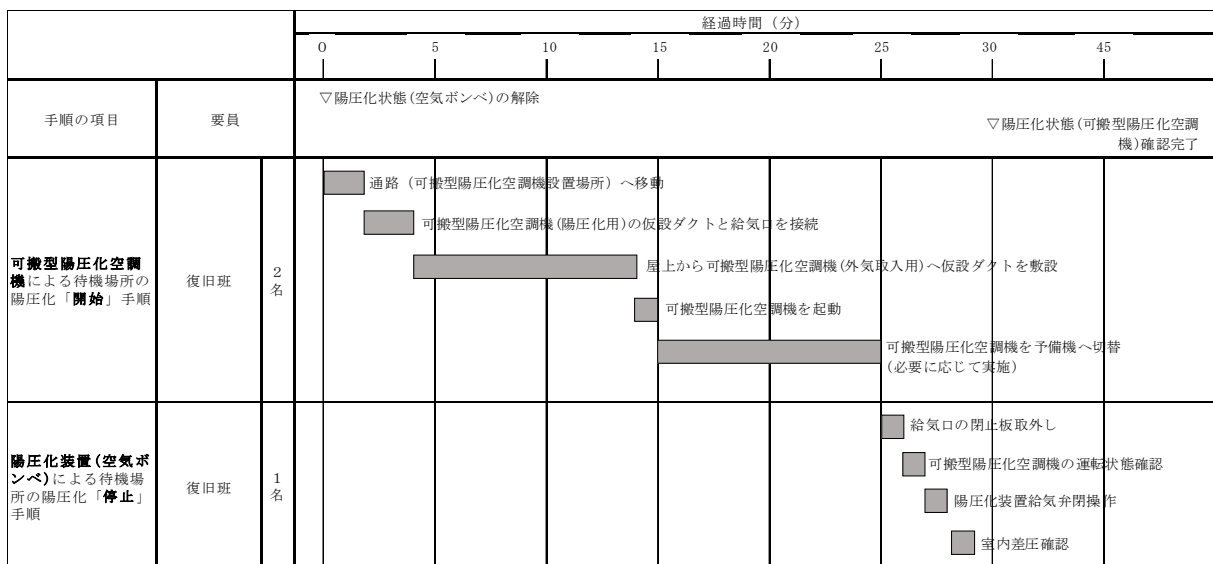 経過時間（分）
0 5 10 15 20 25 30 45
手順の項目
要員
▽陽圧化状態(空気ボンベ)の解除
▽陽圧化状態(可搬型陽圧化空調
機)確認完了
可搬型陽圧化空調
機による待機場所の
陽圧化「開始」手順
復旧班
2
名
通路（可搬型陽圧化空調機設置場所）へ移動
可搬型陽圧化空調機(陽圧化用)の仮設ダクトと給気口を接続
屋上から可搬型陽圧化空調機(外気取入用)へ仮設ダクトを敷設
可搬型陽圧化空調機を起動
可搬型陽圧化空調機を予備機へ切替
(必要に応じて実施)
陽圧化装置(空気ボ
ンベ)による待機場
所の陽圧化「停止」
手順
復旧班
1
名
給気口の閉止板取外し
可搬型陽圧化空調機の運転状態確認
陽圧化装置給気弁閉操作
室内差圧確認